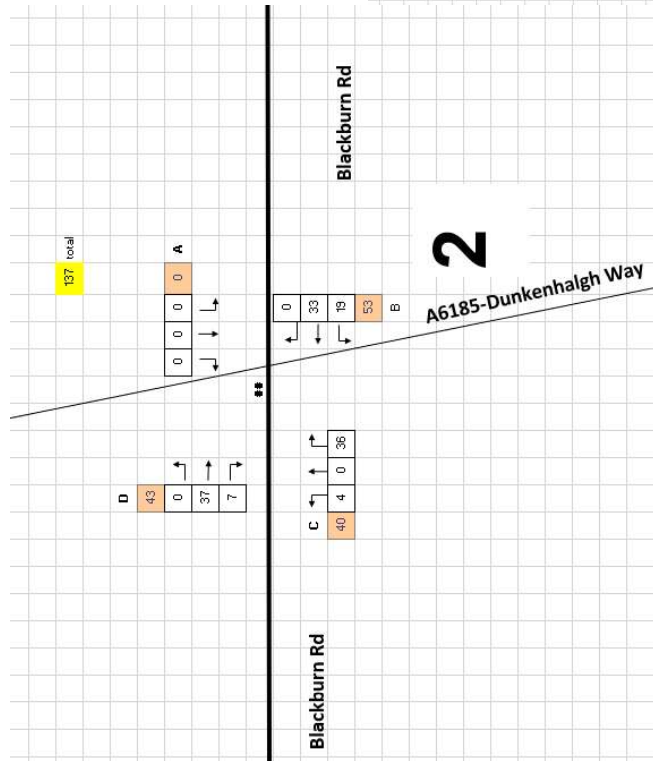 137 total
D
43
0
0 0 0 0 A
37
7
##
0
Blackburn Rd
C
33
40 4 0 36
19
Blackburn Rd
53
B
2
A6185-Dunkenhalgh Way